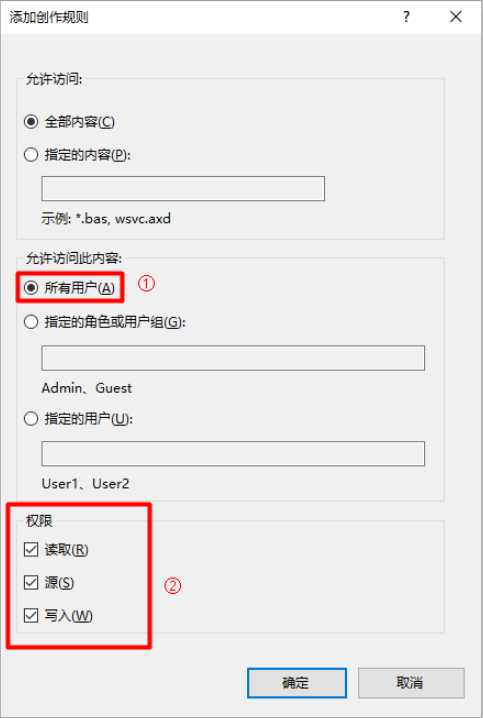 添加创作规则 ?
允许访问:
全部内容(C)
指定的内容(P):
示例: *.bas, wsvc.axd
允许访问此内容:
所有用户(A) ①
指定的角色或用户组(G):
Admin、Guest
指定的用户(U):
User1、User2
权限
读取(R)
源(S) ②
写入(W)
确定 取消